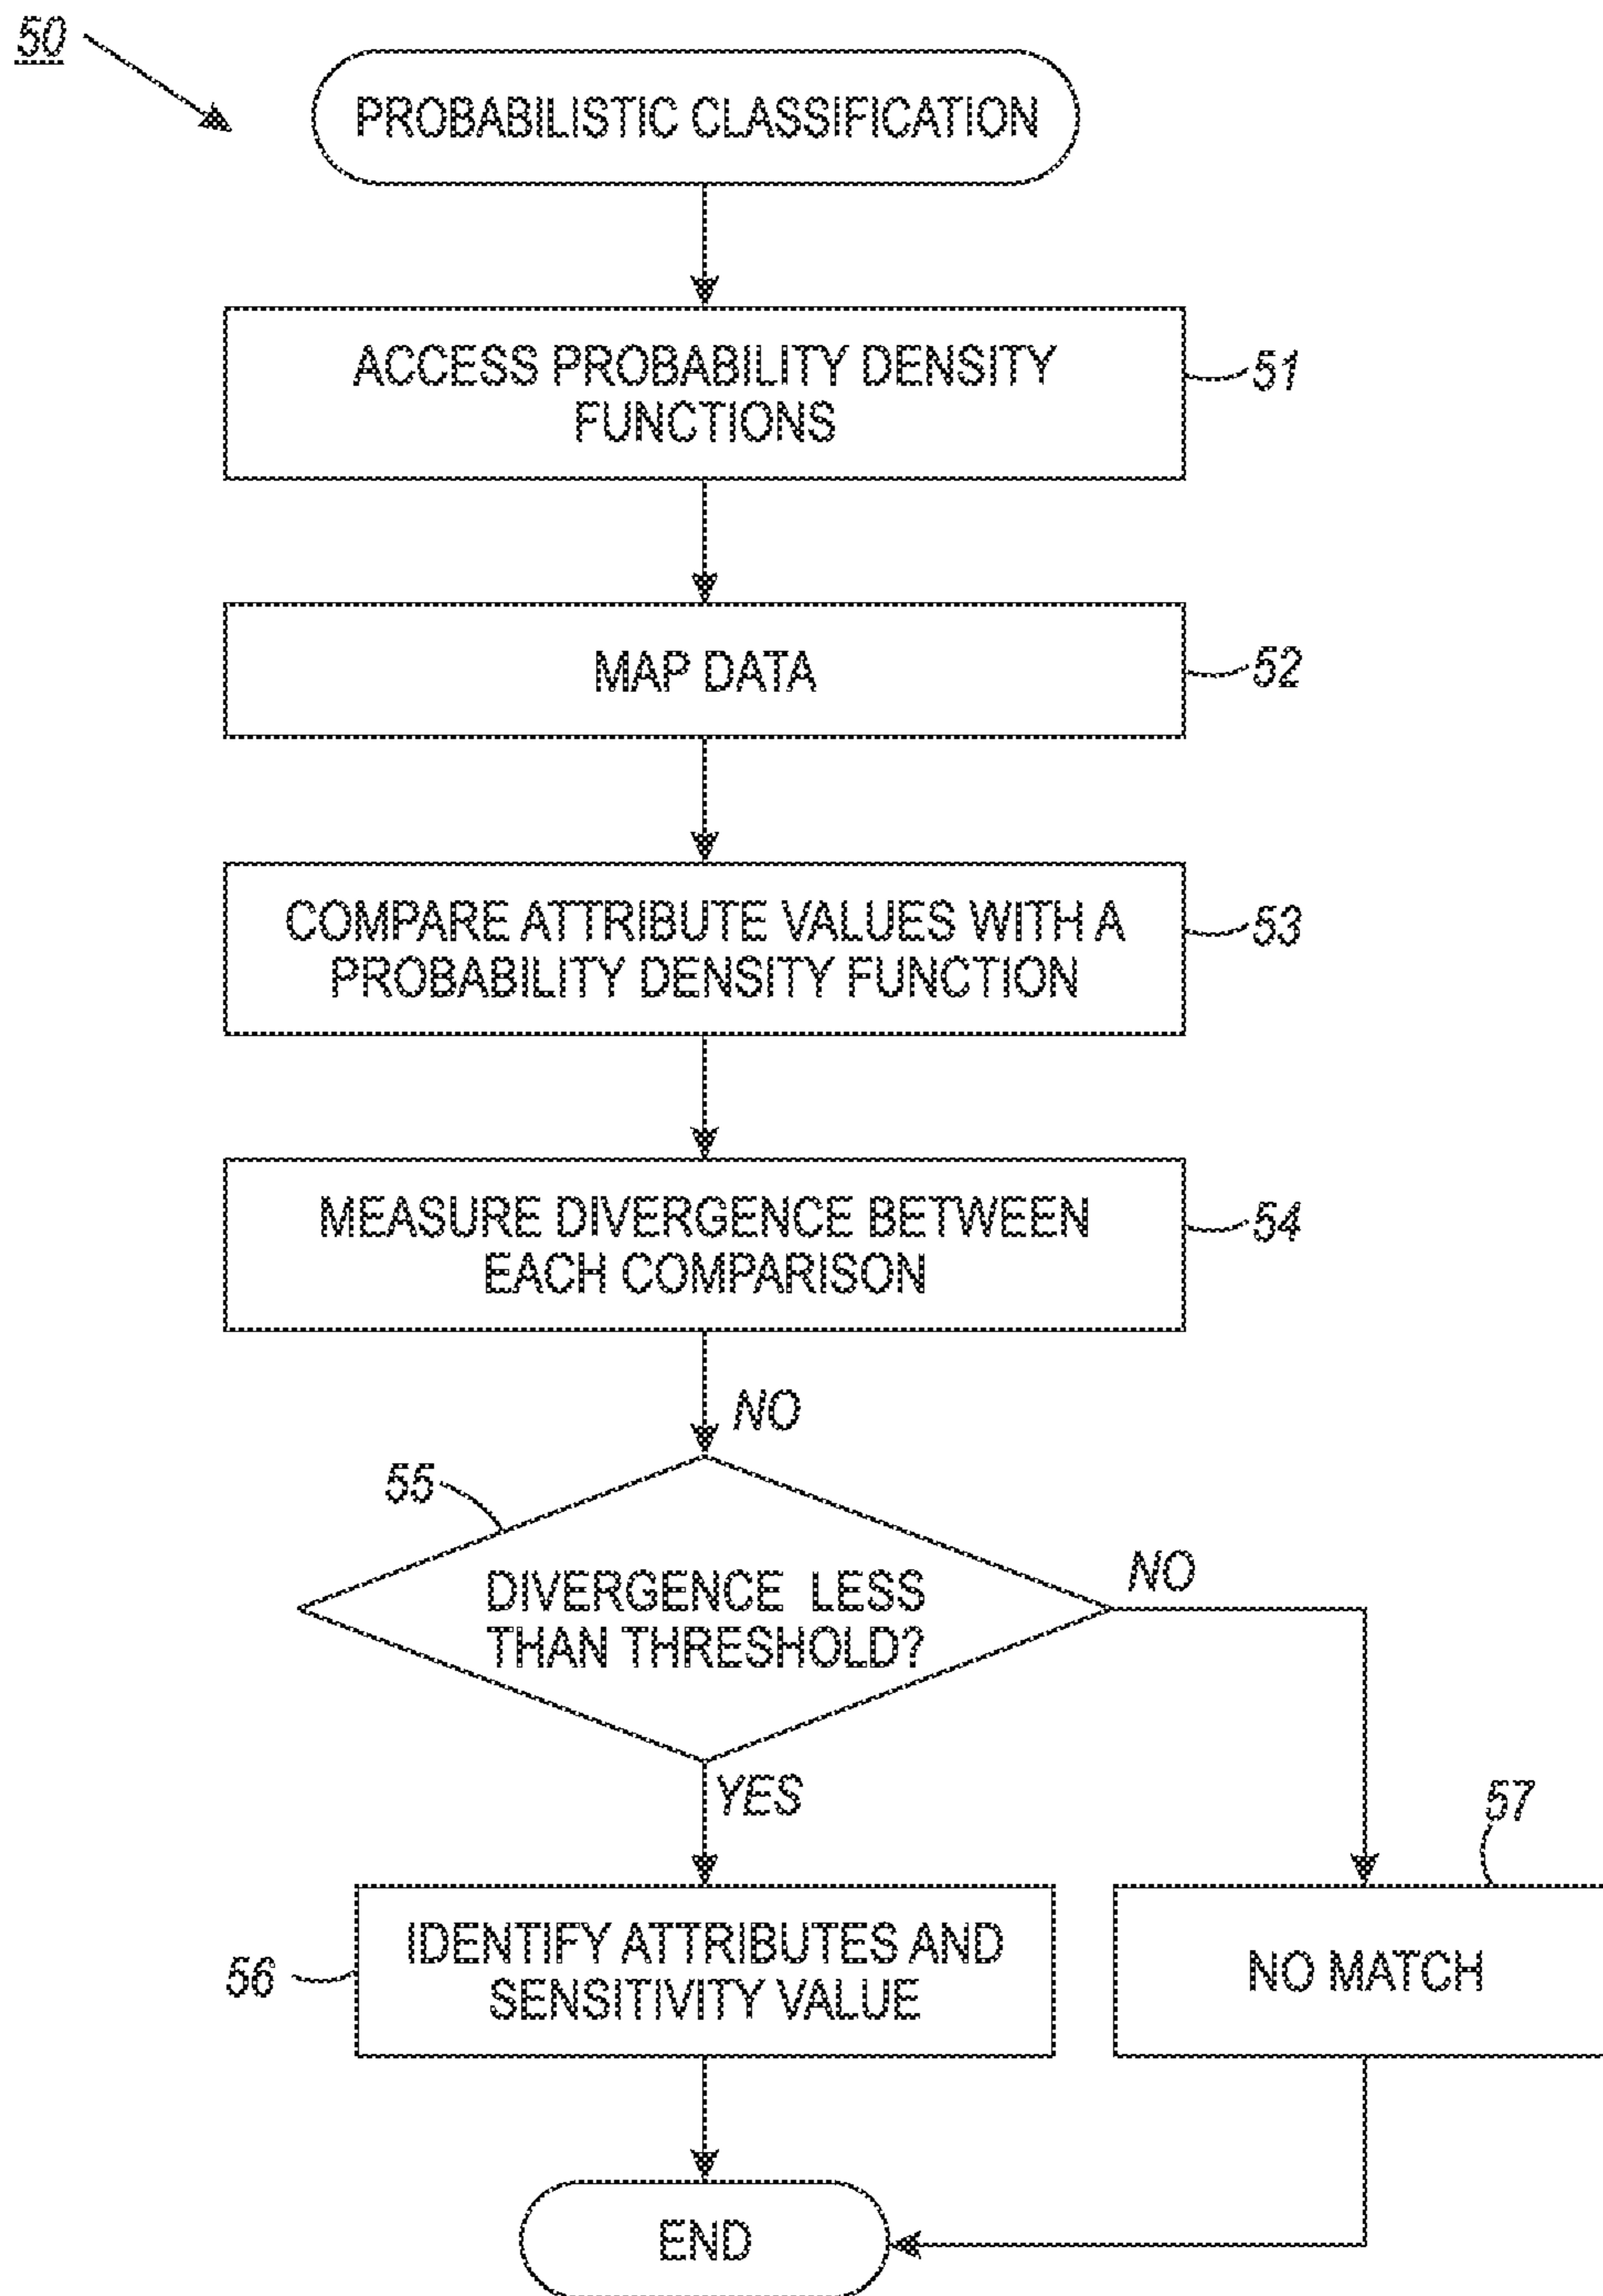 50
PROBABILISTIC CLASSIFICATION
ACCESS PROBABILITY DENSITY
FUNCTIONS
51
MAP DATA
52
COMPARE ATTRIBUTE VALUES WITH A
PROBABILITY DENSITY FUNCTION
53
MEASURE DIVERGENCE BETWEEN
EACH COMPARISON
54
NO
55
DIVERGENCE LESS
THAN THRESHOLD?
NO
YES
57
IDENTIFY ATTRIBUTES AND
SENSITIVITY VALUE
56
NO MATCH
END